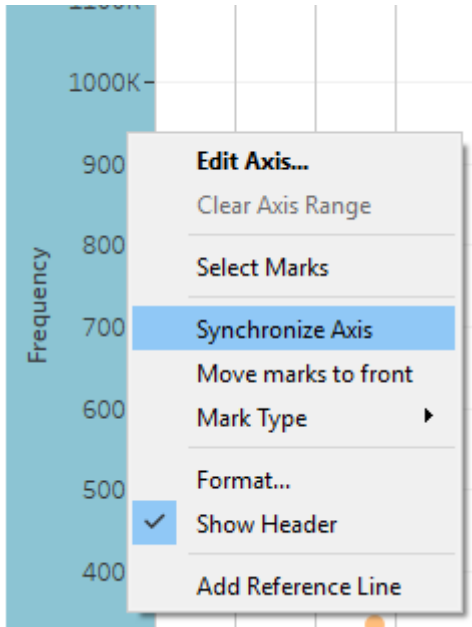 1000K
900
Edit Axis...
Clear Axis Range
800
Select Marks
Frequency
700
Synchronize Axis
Move marks to front
600
Mark Type
500
Format...
Show Header
400
Add Reference Line